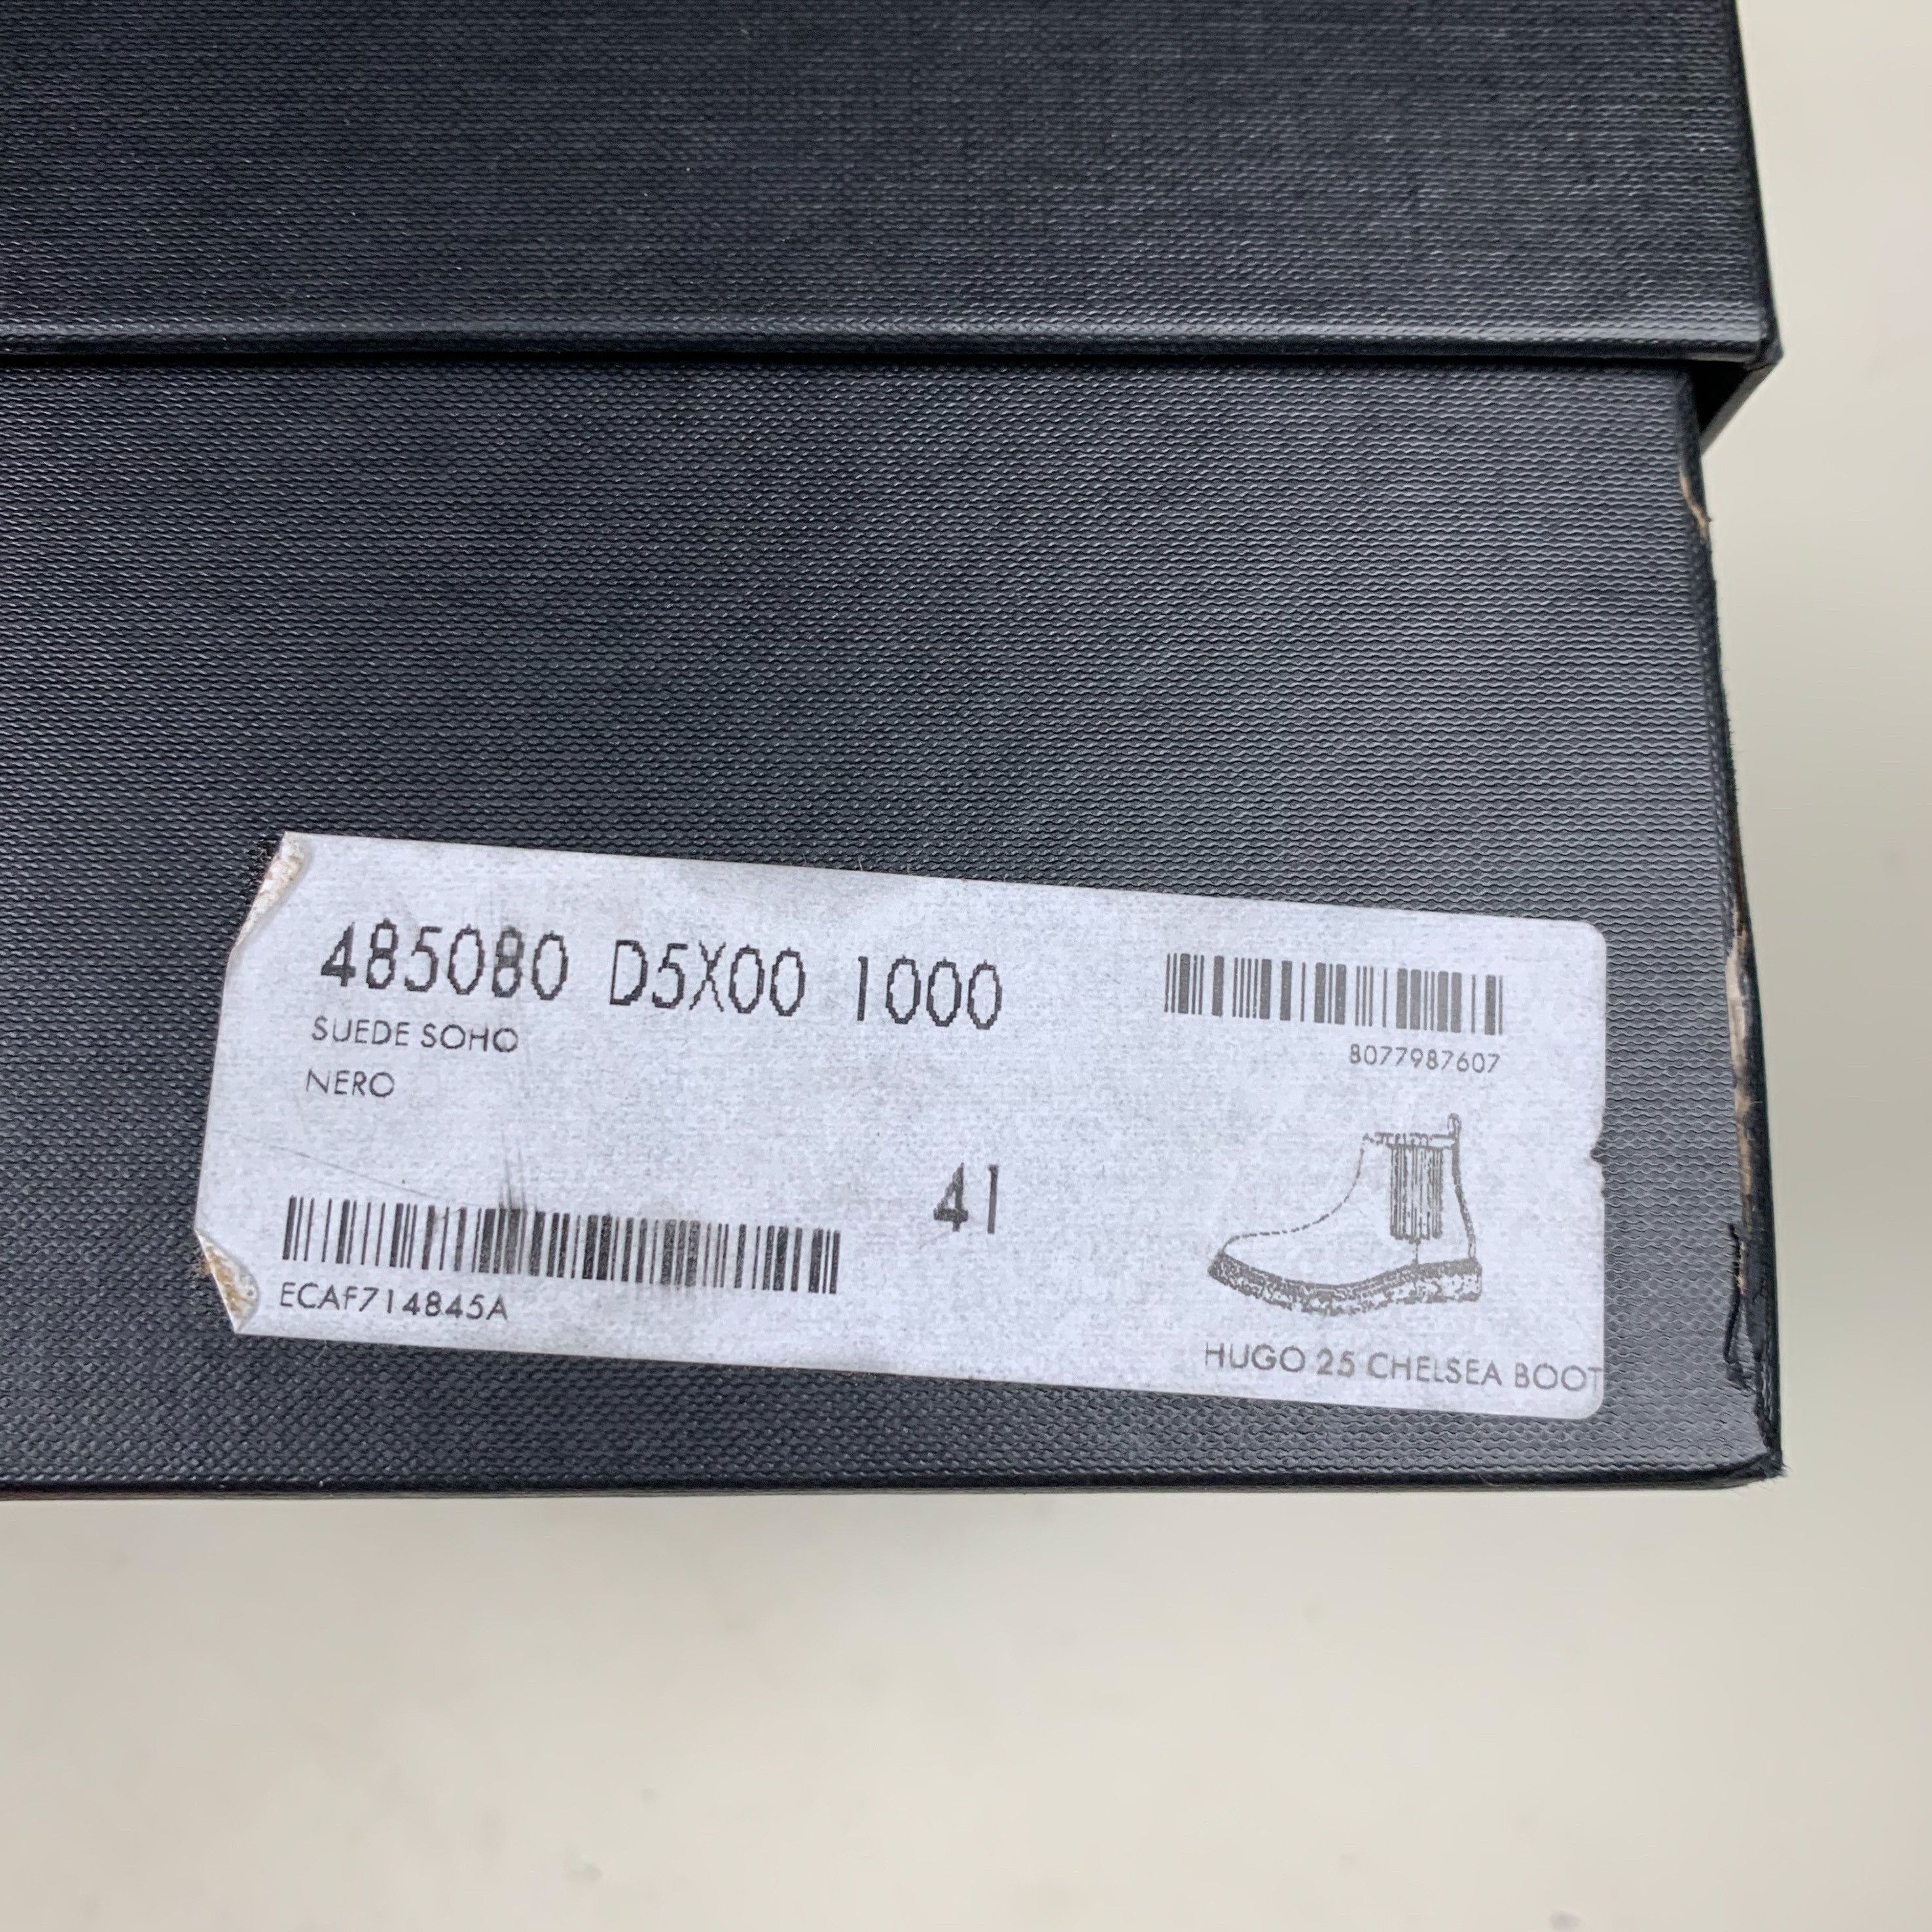 485080 D5X00 1000
8077987607
SUEDE SOHO
NERO
41
ECAF714845A
HUGO 25 CHELSEA BOOT